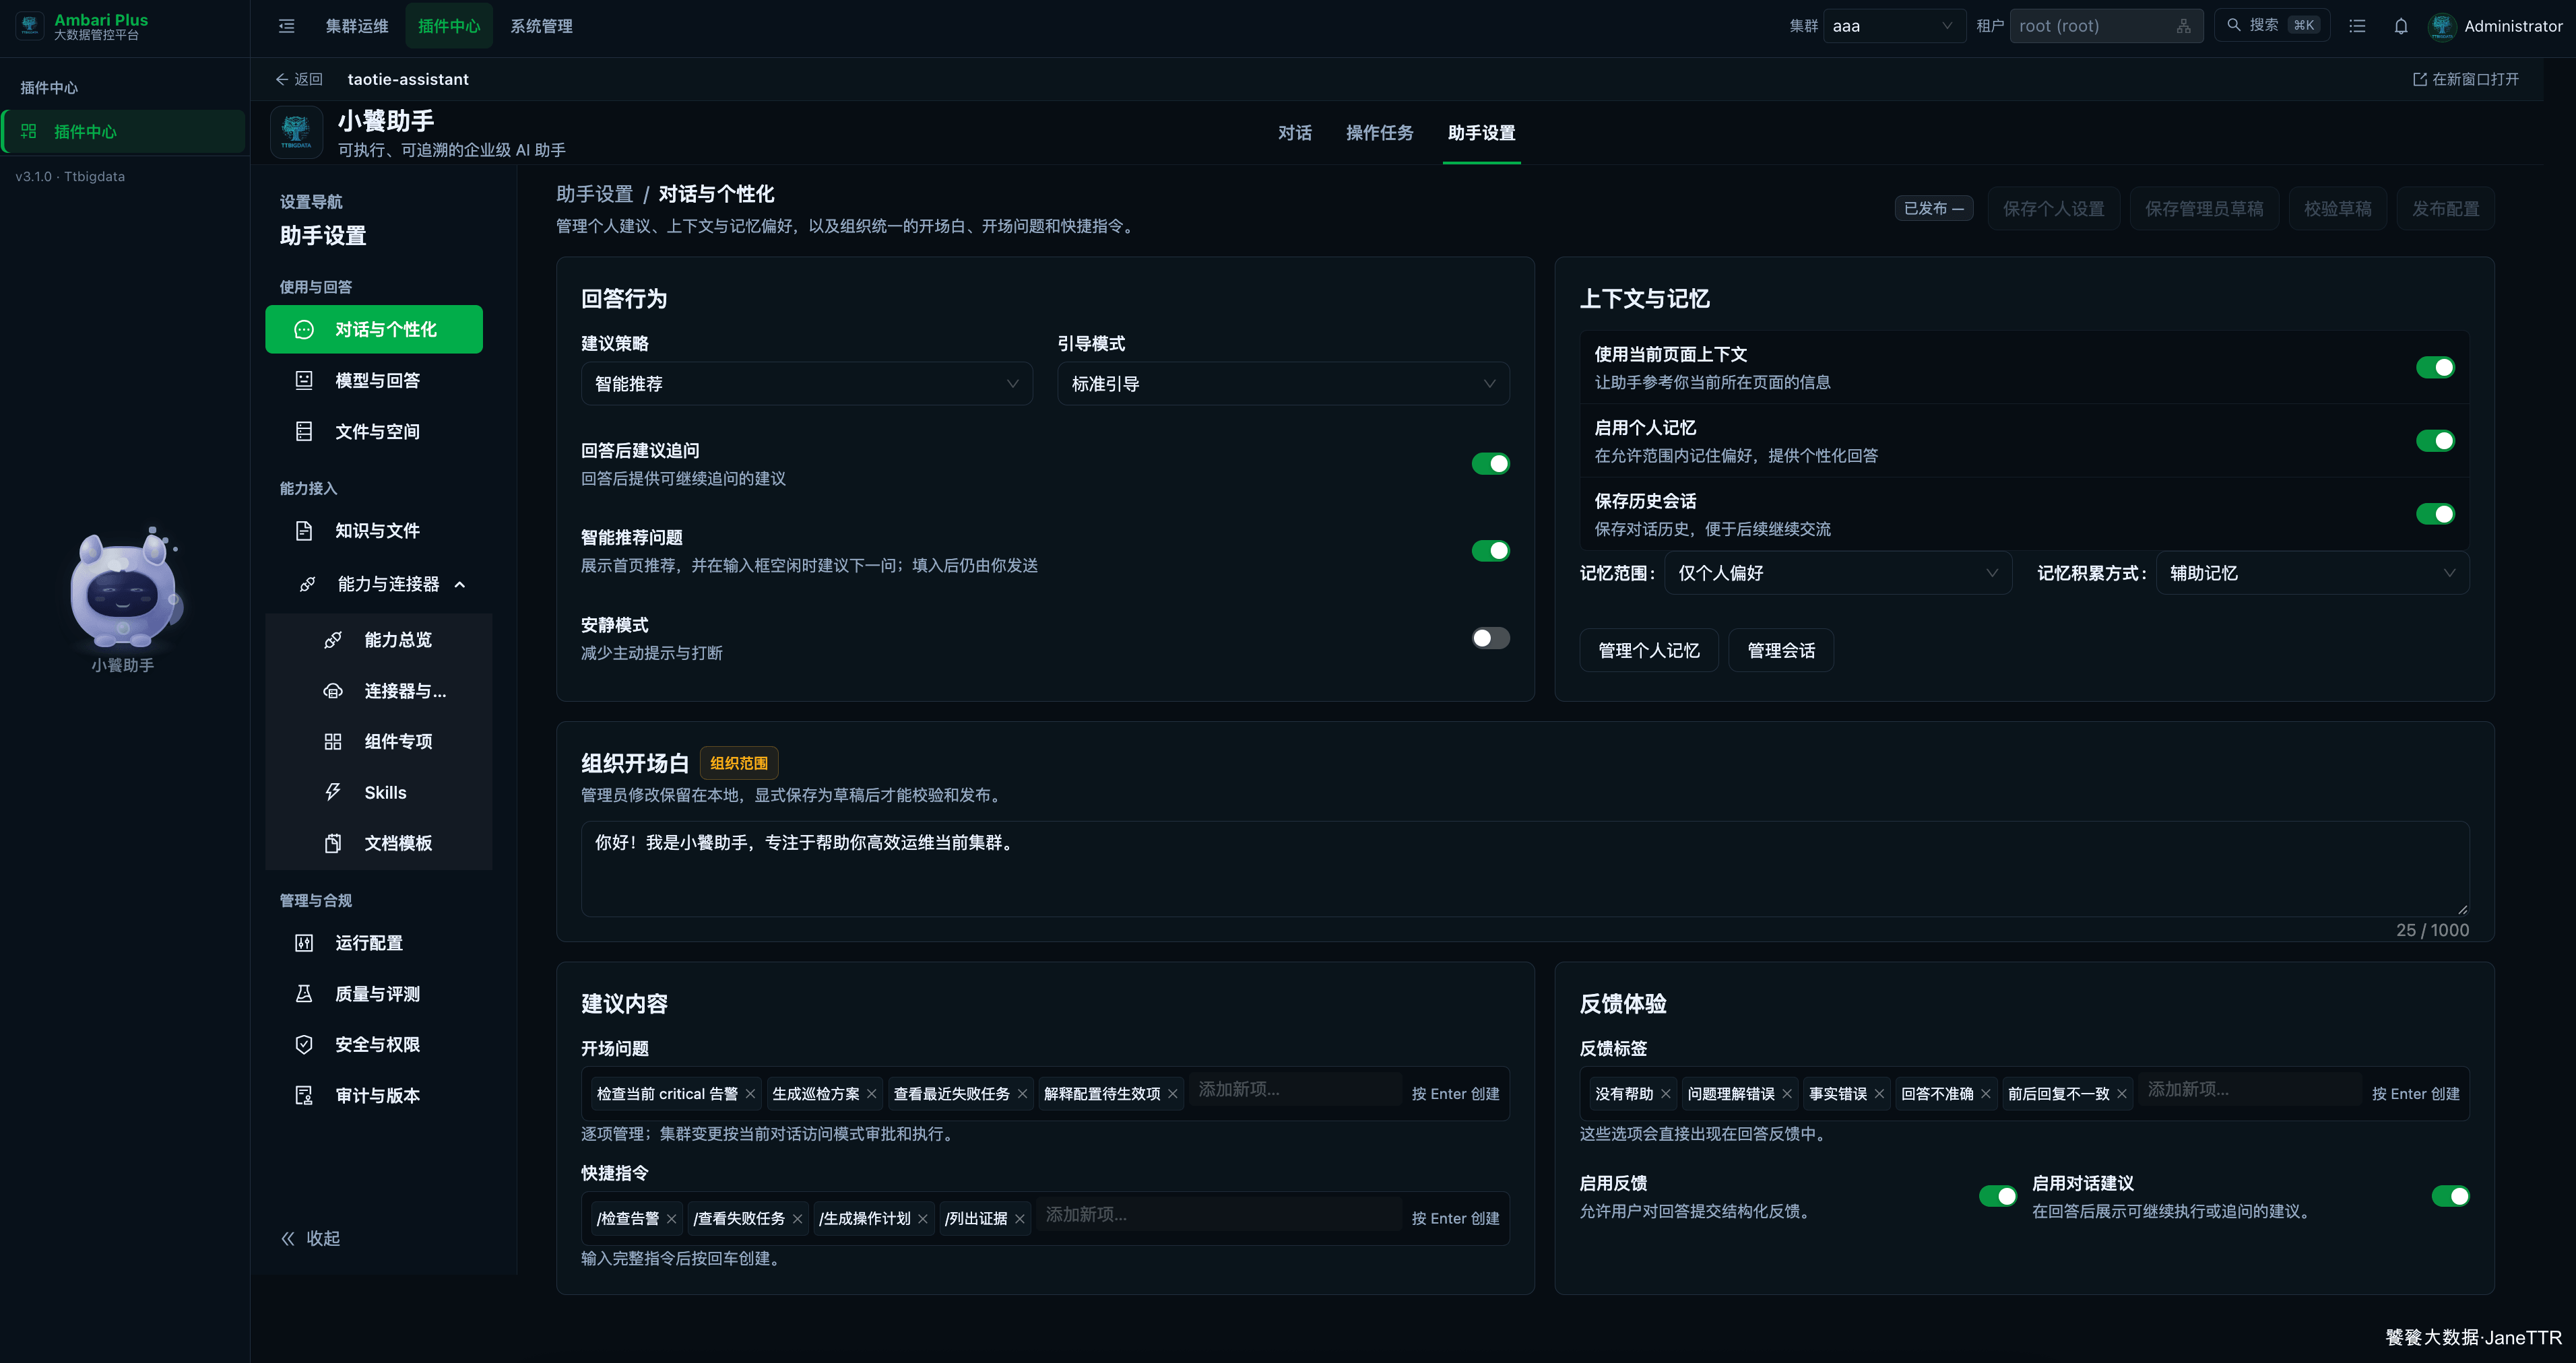 Ambari Plus
大数据管控平台
集群运维
插件中心
系统管理
集群 aaa
租户 root (root)
搜索 ⌘K
Administrator
插件中心
插件中心
v3.1.0 · Ttbigdata
小饕助手
返回
taotie-assistant
在新窗口打开
TTBIGDATA
小饕助手
可执行、可追溯的企业级 AI 助手
对话
操作任务
助手设置
设置导航
助手设置
使用与回答
对话与个性化
模型与回答
文件与空间
能力接入
知识与文件
能力与连接器
能力总览
连接器与...
组件专项
Skills
文档模板
管理与合规
运行配置
质量与评测
安全与权限
审计与版本
收起
助手设置 / 对话与个性化
管理个人建议、上下文与记忆偏好，以及组织统一的开场白、开场问题和快捷指令。
已发布 —
保存个人设置
保存管理员草稿
校验草稿
发布配置
回答行为
建议策略
智能推荐
引导模式
标准引导
回答后建议追问
回答后提供可继续追问的建议
智能推荐问题
展示首页推荐，并在输入框空闲时建议下一问；填入后仍由你发送
安静模式
减少主动提示与打断
上下文与记忆
使用当前页面上下文
让助手参考你当前所在页面的信息
启用个人记忆
在允许范围内记住偏好，提供个性化回答
保存历史会话
保存对话历史，便于后续继续交流
记忆范围： 仅个人偏好
记忆积累方式： 辅助记忆
管理个人记忆
管理会话
组织开场白 组织范围
管理员修改保留在本地，显式保存为草稿后才能校验和发布。
你好！我是小饕助手，专注于帮助你高效运维当前集群。
25 / 1000
建议内容
开场问题
检查当前 critical 告警 生成巡检方案 查看最近失败任务 解释配置待生效项 添加新项... 按 Enter 创建
逐项管理；集群变更按当前对话访问模式审批和执行。
快捷指令
/检查告警 /查看失败任务 /生成操作计划 /列出证据 添加新项... 按 Enter 创建
输入完整指令后按回车创建。
反馈体验
反馈标签
没有帮助 问题理解错误 事实错误 回答不准确 前后回复不一致 添加新项... 按 Enter 创建
这些选项会直接出现在回答反馈中。
启用反馈
允许用户对回答提交结构化反馈。
启用对话建议
在回答后展示可继续执行或追问的建议。
饕餮大数据·JaneTTR